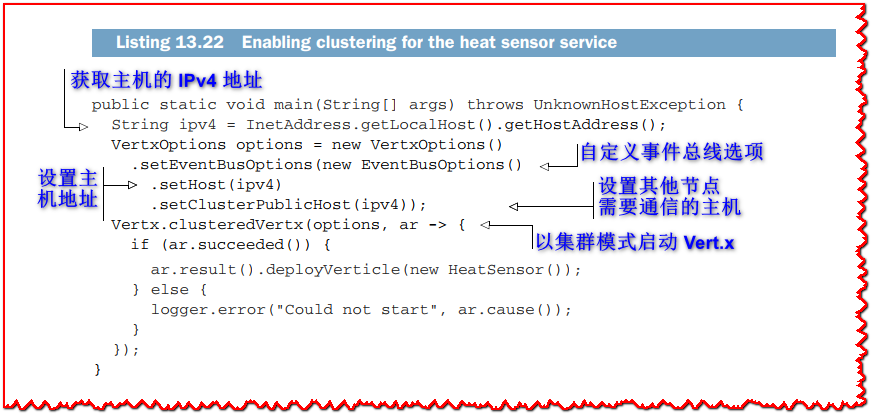 Listing 13.22 Enabling clustering for the heat sensor service
获取主机的 IPv4 地址
public static void main(String[] args) throws UnknownHostException {
String ipv4 = InetAddress.getLocalHost().getHostAddress();
VertxOptions options = new VertxOptions()
.setEventBusOptions(new EventBusOptions()
自定义事件总线选项
设置主
机地址
.setHost(ipv4)
.setClusterPublicHost(ipv4));
设置其他节点
需要通信的主机
Vertx.clusteredVertx(options, ar -> {
以集群模式启动 Vert.x
if (ar.succeeded()) {
ar.result().deployVerticle(new HeatSensor());
} else {
logger.error("Could not start", ar.cause());
}
});
}